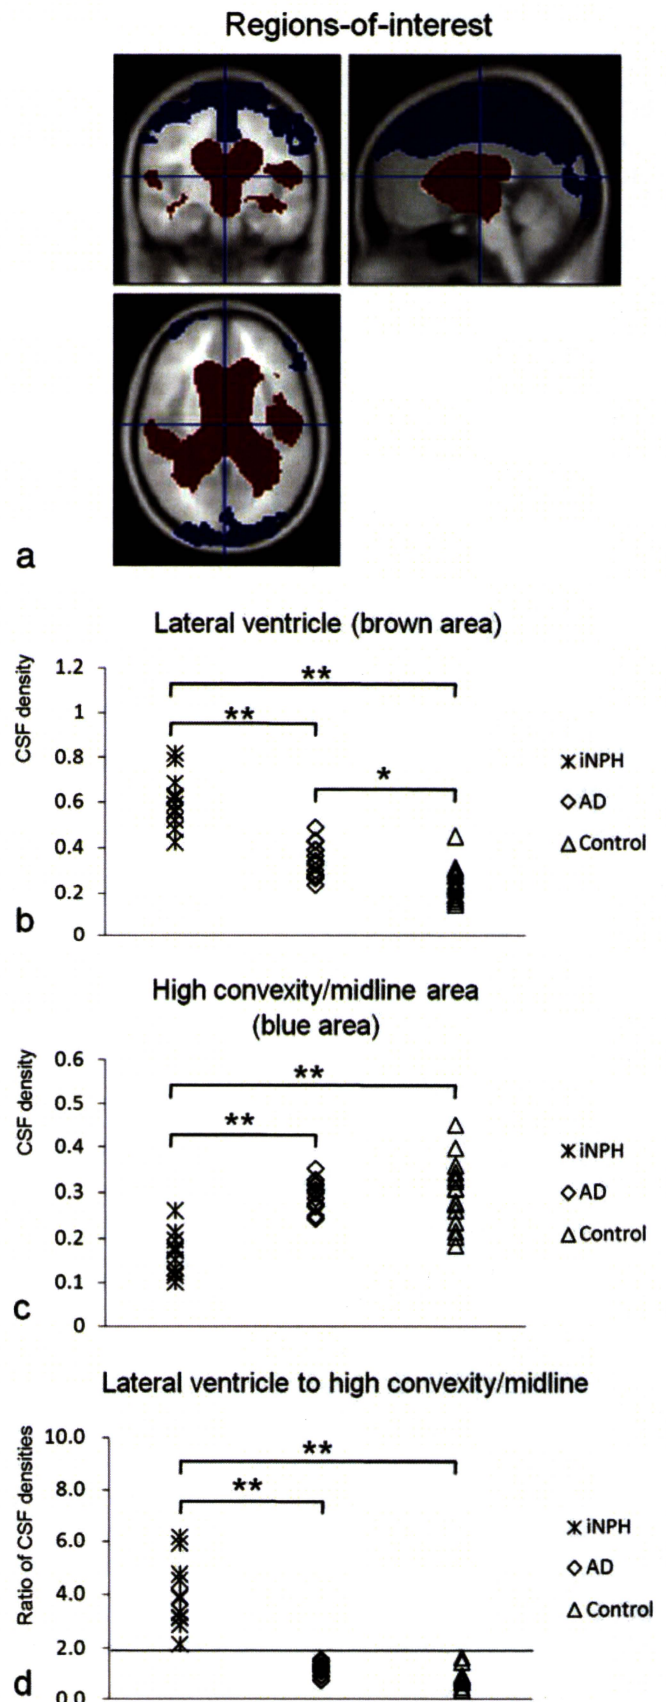 Regions-of-interest
a
Lateral ventricle (brown area)
CSF density
1.2
1
0.8
0.6
0.4
0.2
0
**
**
*
iNPH
AD
Control
b
High convexity/midline area
(blue area)
CSF density
0.6
0.5
0.4
0.3
0.2
0.1
0
**
**
iNPH
AD
Control
c
Lateral ventricle to high convexity/midline
Ratio of CSF densities
10.0
8.0
6.0
4.0
2.0
0.0
**
**
iNPH
AD
Control
d